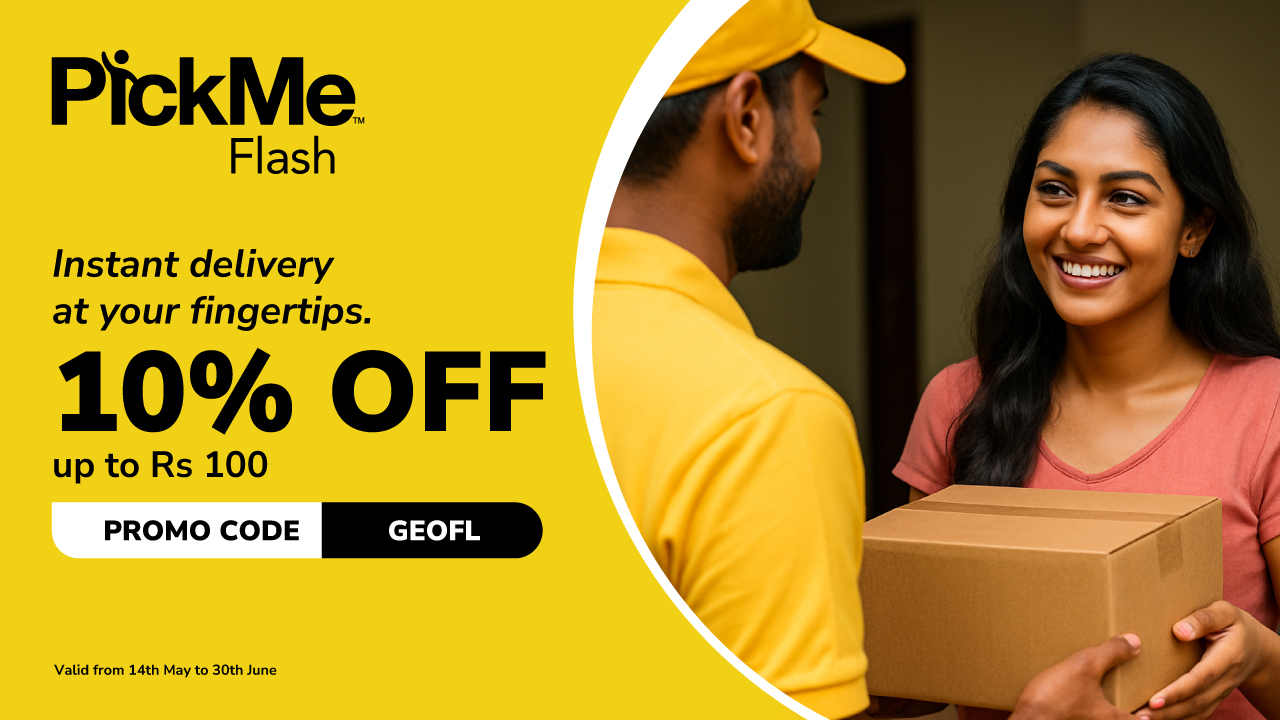 PickMe™
Flash
Instant delivery
at your fingertips.
10% OFF
up to Rs 100
PROMO CODE GEOFL
Valid from 14th May to 30th June